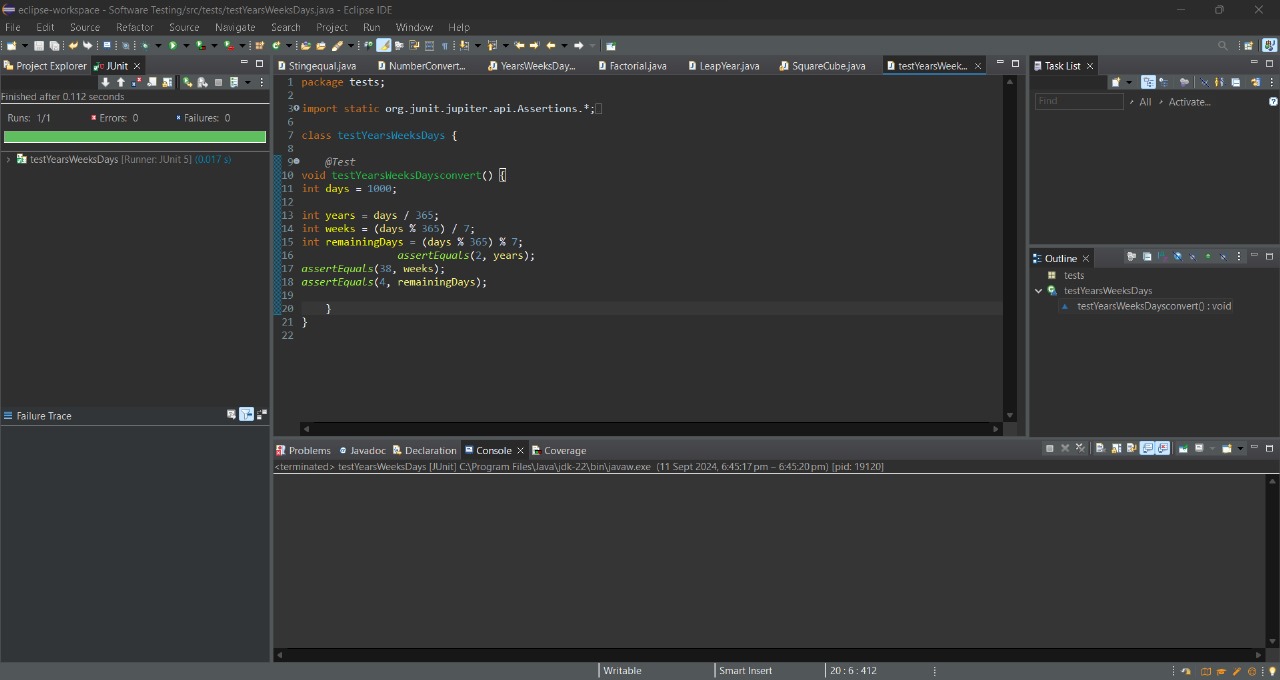 eclipse-workspace - Software Testing/src/tests/testYearsWeeksDays.java - Eclipse IDE
File Edit Source Refactor Source Navigate Search Project Run Window Help
Project Explorer JUnit
Finished after 0.112 seconds
Runs: 1/1 Errors: 0 Failures: 0
testYearsWeeksDays [Runner: JUnit 5] (0.017 s)
Failure Trace
Stingequal.java NumberConvert... YearsWeeksDay... Factorial.java LeapYear.java SquareCube.java testYearsWeek...
1 package tests;
2
3 import static org.junit.jupiter.api.Assertions.*;
6
7 class testYearsWeeksDays {
8
9 @Test
10 void testYearsWeeksDaysconvert() {
11 int days = 1000;
12
13 int years = days / 365;
14 int weeks = (days % 365) / 7;
15 int remainingDays = (days % 365) % 7;
16 assertEquals(2, years);
17 assertEquals(38, weeks);
18 assertEquals(4, remainingDays);
19
20 }
21 }
22
Task List
Find All Activate...
Outline
tests
testYearsWeeksDays
testYearsWeeksDaysconvert() : void
Problems Javadoc Declaration Console Coverage
<terminated> testYearsWeeksDays [JUnit] C:\Program Files\Java\jdk-22\bin\javaw.exe (11 Sept 2024, 6:45:17 pm – 6:45:20 pm) [pid: 19120]
Writable Smart Insert 20 : 6 : 412